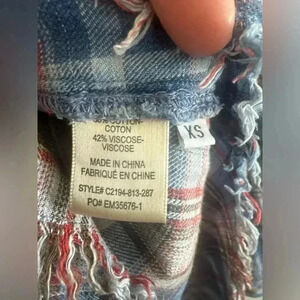 COTON
42% VISCOSE-
VISCOSE
MADE IN CHINA
FABRIQUÉ EN CHINE
STYLE# C2194-813-287
PO# EM35676-1
XS